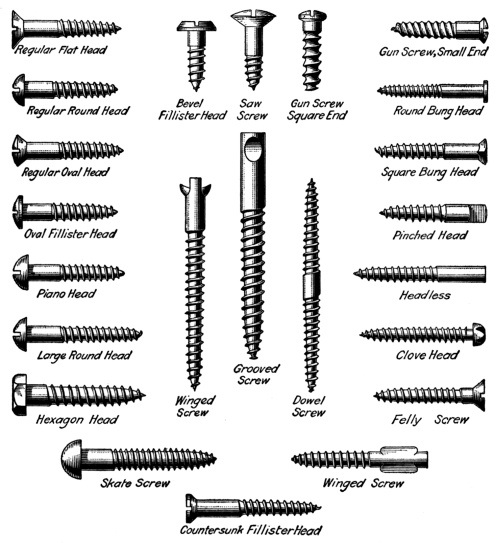 Regular Flat Head
Regular Round Head
Regular Oval Head
Oval Fillister Head
Piano Head
Large Round Head
Hexagon Head
Bevel
Fillister Head
Saw
Screw
Gun Screw
Square End
Winged
Screw
Grooved
Screw
Dowel
Screw
Gun Screw, Small End
Round Bung Head
Square Bung Head
Pinched Head
Headless
Clove Head
Felly Screw
Skate Screw
Winged Screw
Countersunk Fillister Head